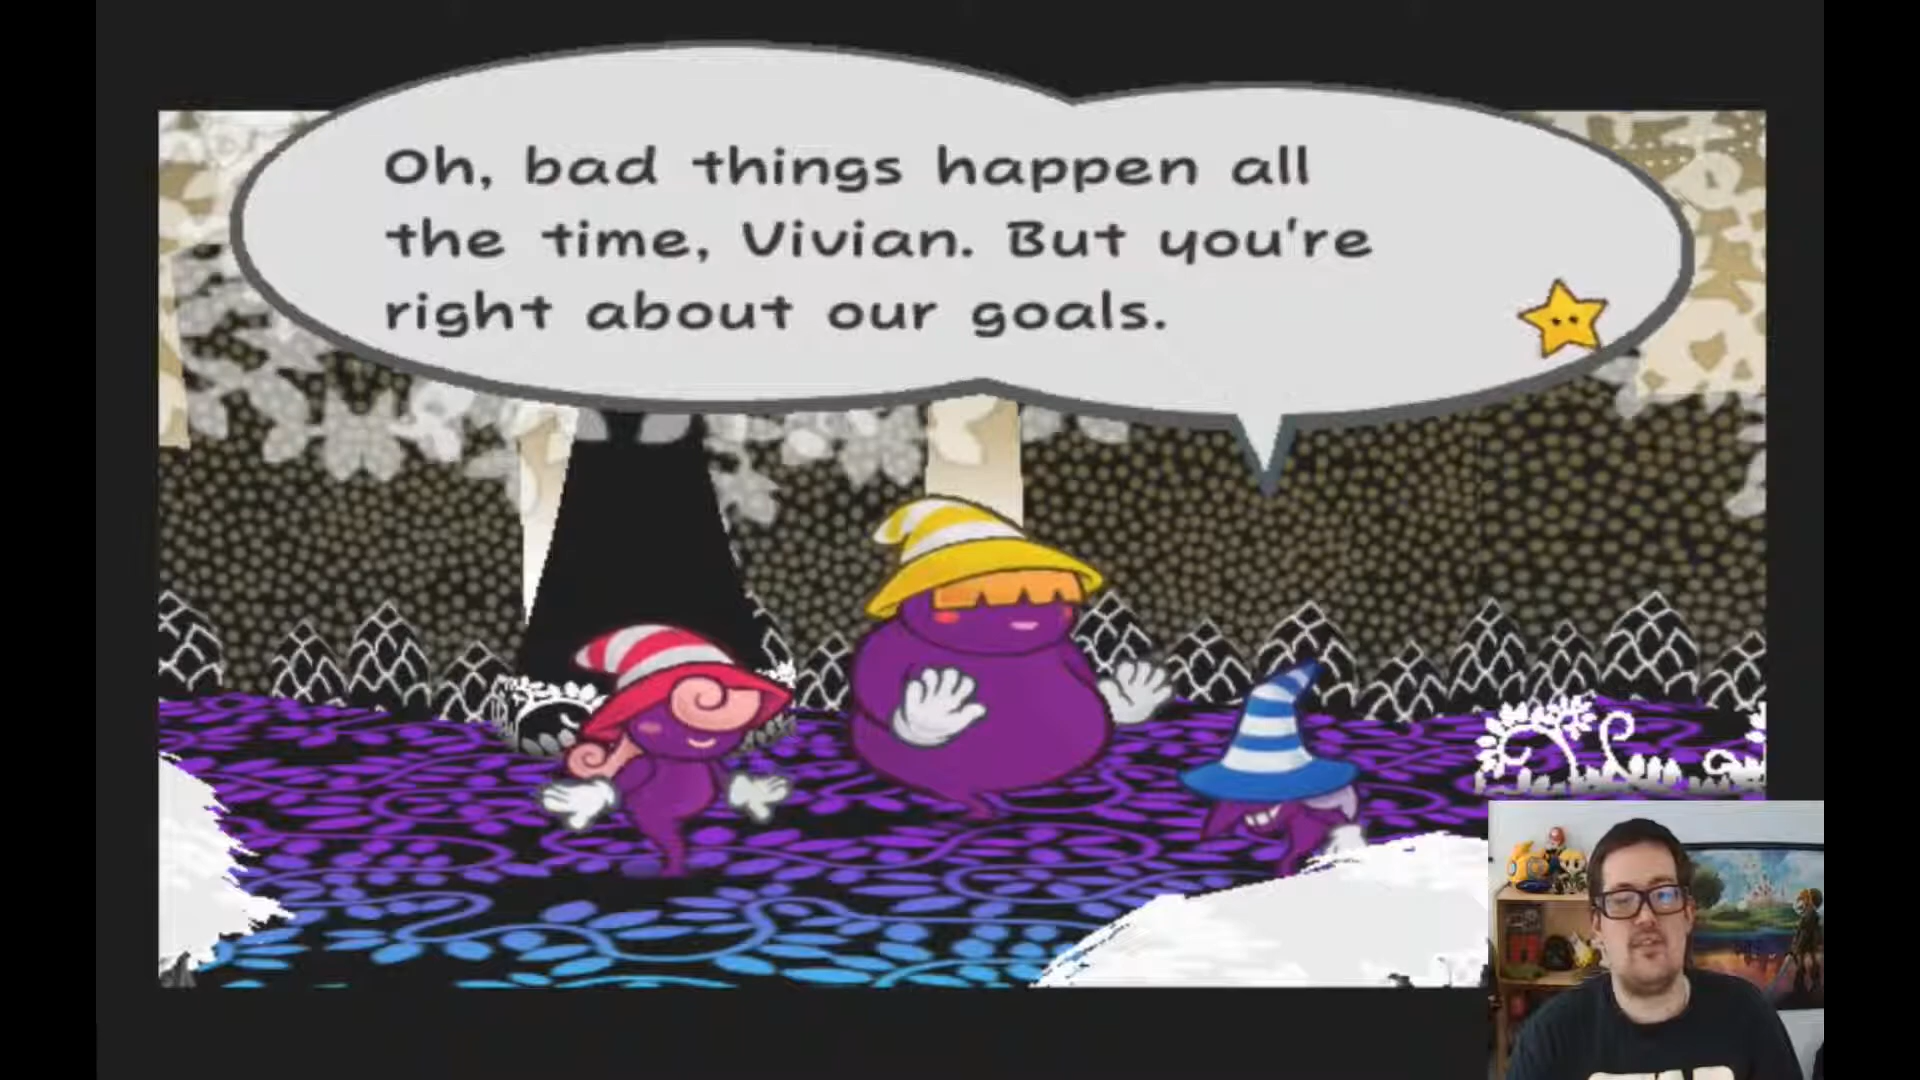 Oh, bad things happen all
the time, Vivian. But you're
right about our goals.